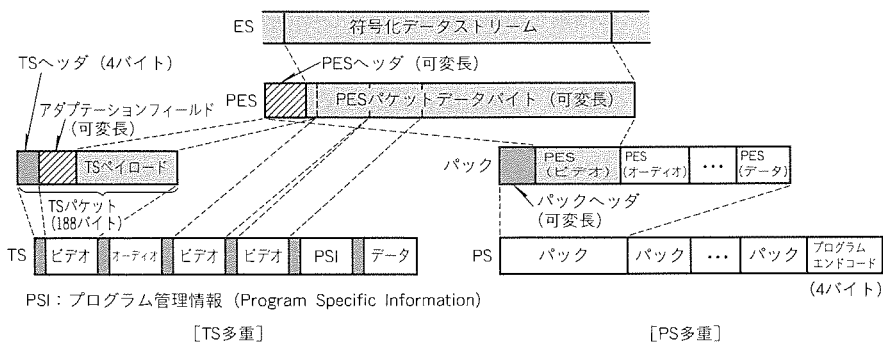 ES
符号化データストリーム
TSヘッダ (4バイト)
PESヘッダ (可変長)
PES
PESパケットデータバイト (可変長)
アダプテーションフィールド
(可変長)
TSペイロード
TSパケット
(188バイト)
パック
PES
(ビデオ)
PES
(オーディオ)
…
PES
(データ)
パックヘッダ
(可変長)
TS
ビデオ
オーディオ
ビデオ
ビデオ
PSI
データ
PS
パック
パック
…
パック
プログラム
エンドコード
(4バイト)
PSI：プログラム管理情報 (Program Specific Information)
[TS多重]
[PS多重]